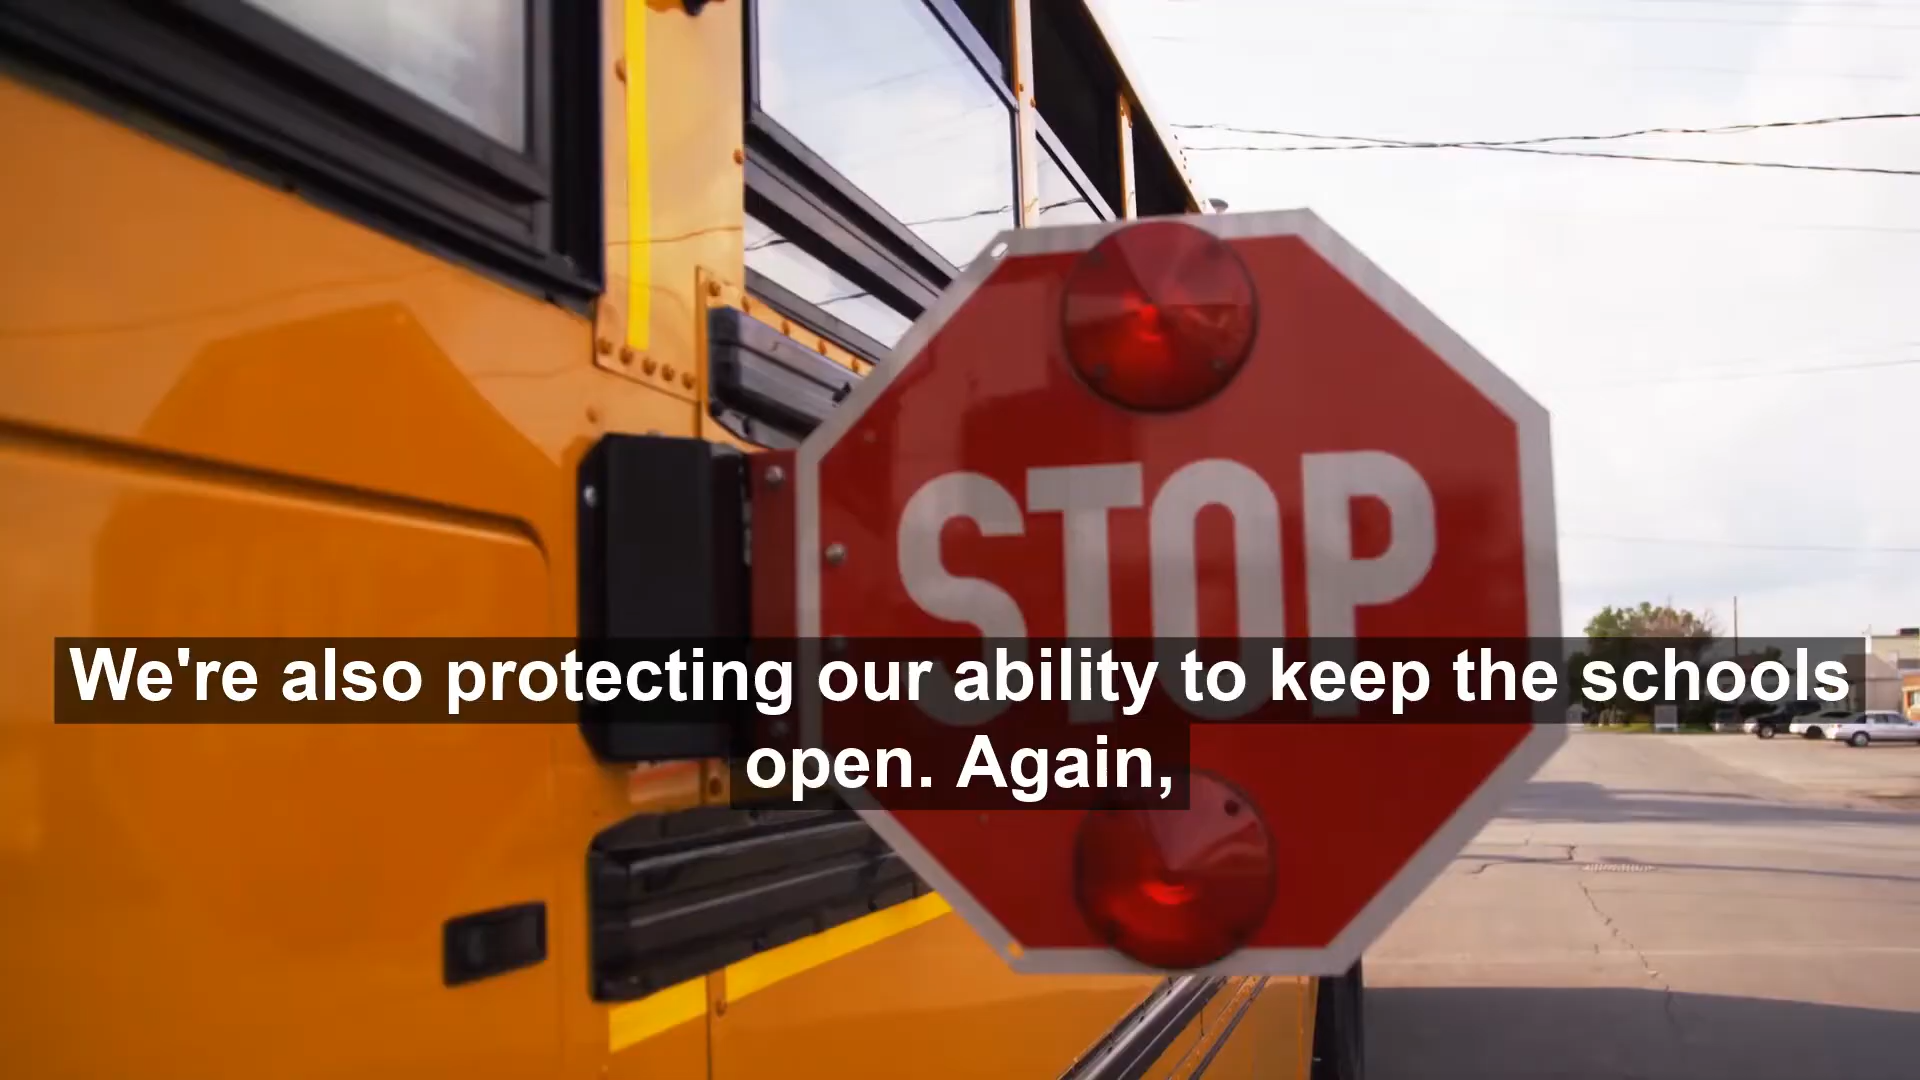 STOP
We're also protecting our ability to keep the schools
open. Again,